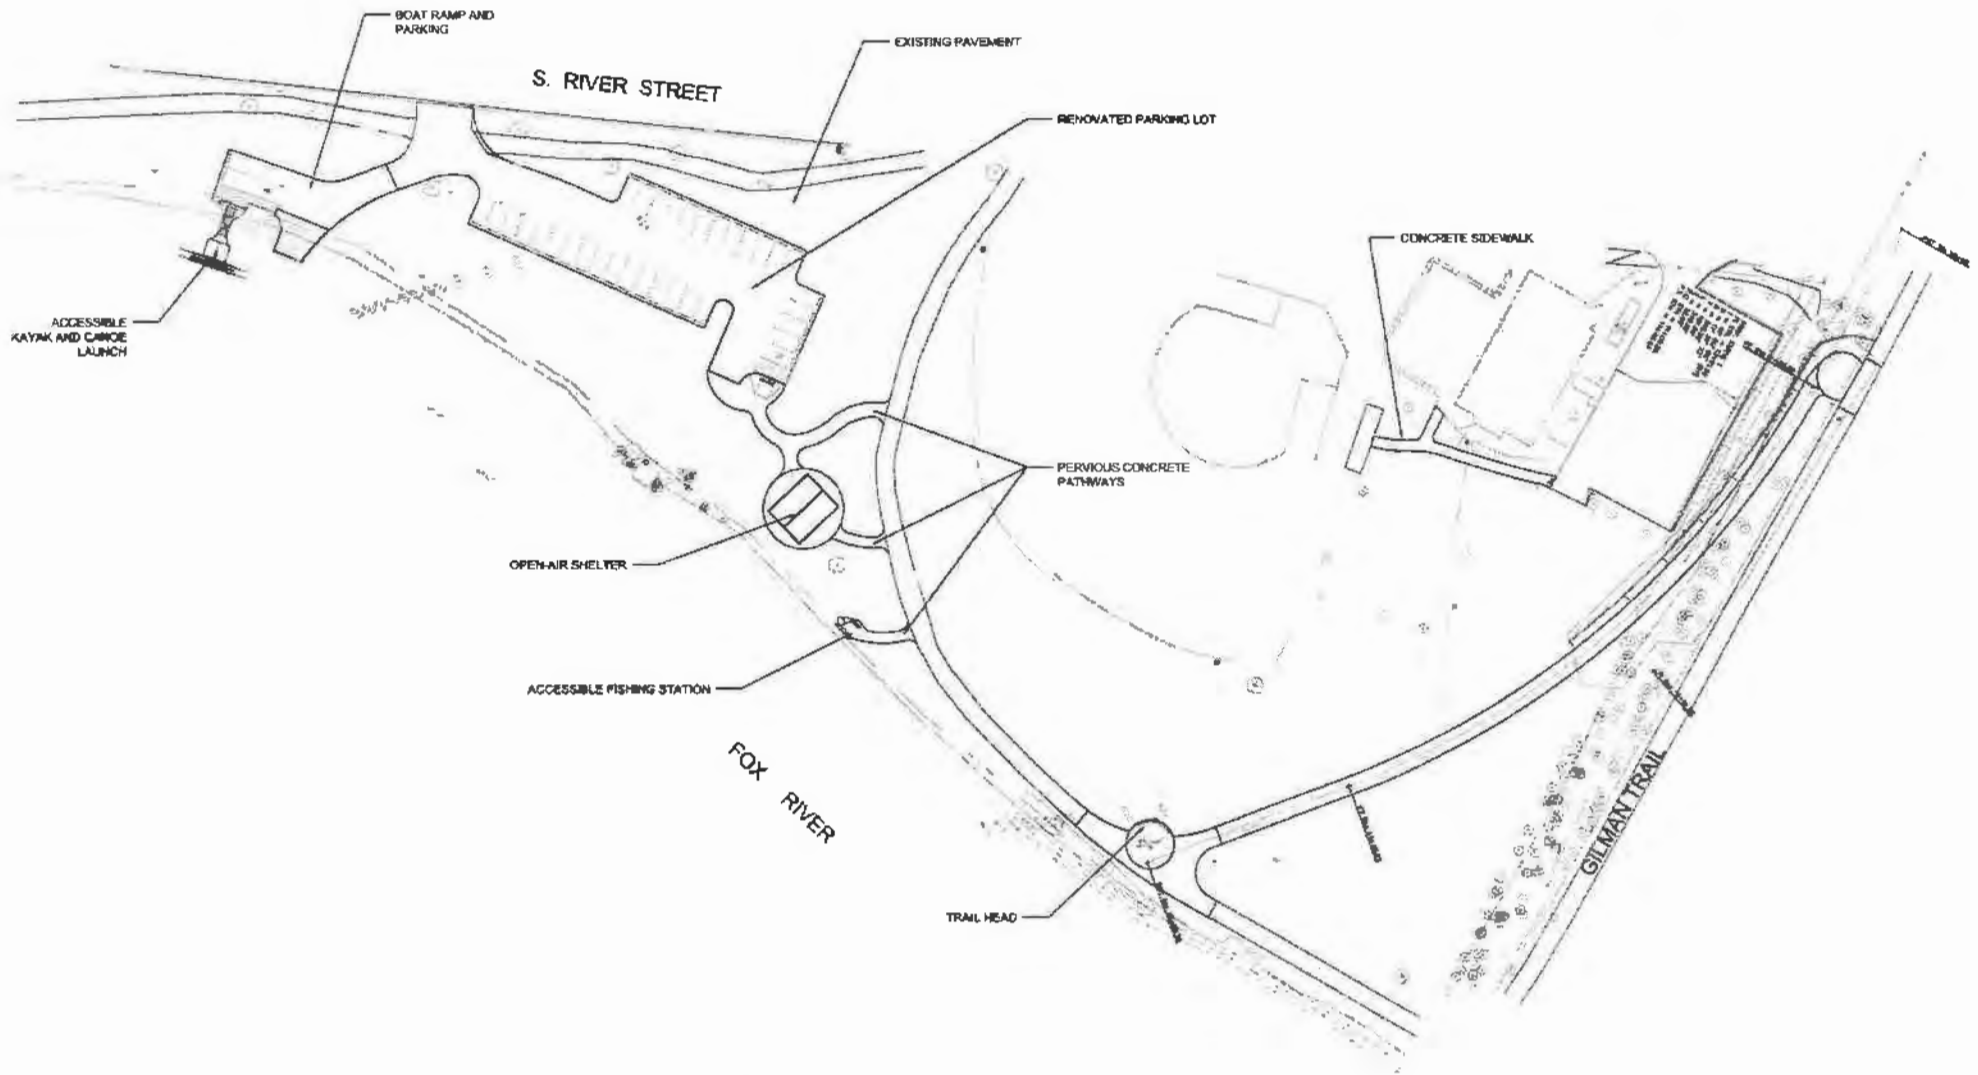 BOAT RAMP AND
PARKING
EXISTING PAVEMENT
S. RIVER STREET
RENOVATED PARKING LOT
CONCRETE SIDEWALK
ACCESSIBLE
KAYAK AND CANOE
LAUNCH
PERVIOUS CONCRETE
PATHWAYS
OPEN-AIR SHELTER
ACCESSIBLE FISHING STATION
FOX RIVER
GILMAN TRAIL
TRAIL HEAD